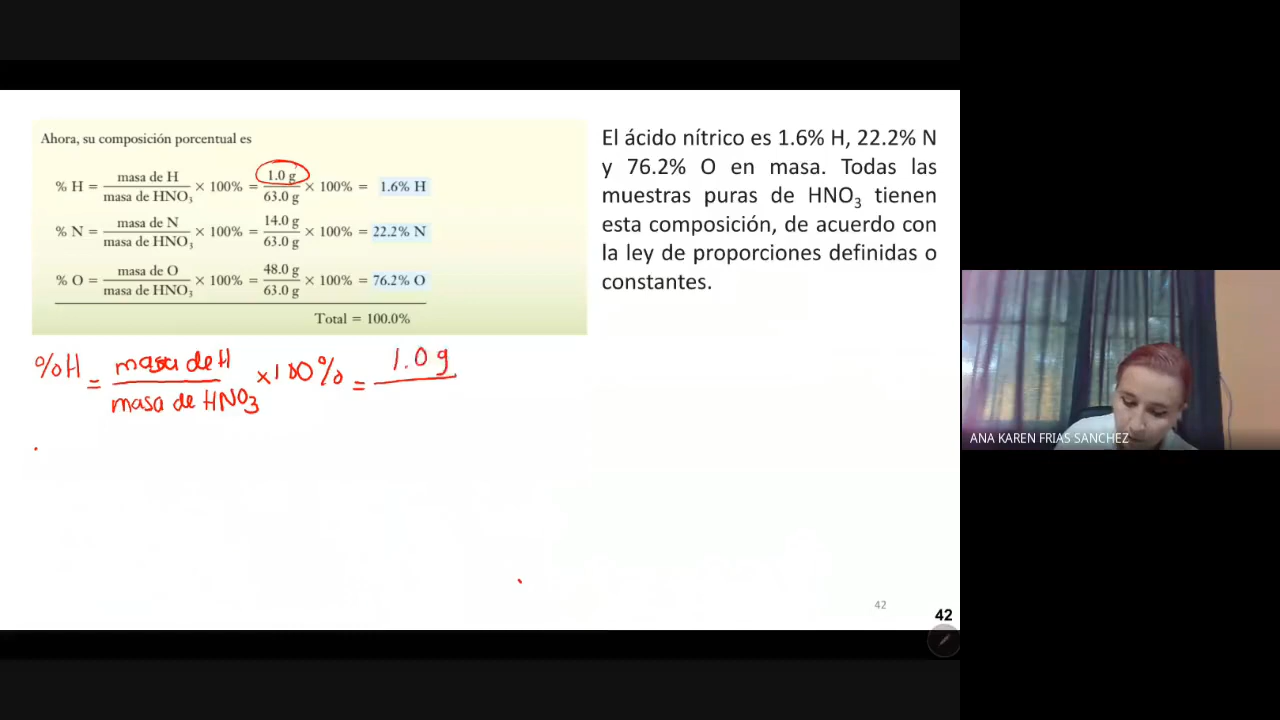 Ahora, su composición porcentual es
% H = masa de H / masa de HNO₃ × 100% = 1.0 g / 63.0 g × 100% = 1.6% H
% N = masa de N / masa de HNO₃ × 100% = 14.0 g / 63.0 g × 100% = 22.2% N
% O = masa de O / masa de HNO₃ × 100% = 48.0 g / 63.0 g × 100% = 76.2% O
Total = 100.0%
El ácido nítrico es 1.6% H, 22.2% N
y 76.2% O en masa. Todas las
muestras puras de HNO₃ tienen
esta composición, de acuerdo con
la ley de proporciones definidas o
constantes.
%H = masa de H / masa de HNO3 × 100% = 1.0 g
ANA KAREN FRIAS SANCHEZ
42
42